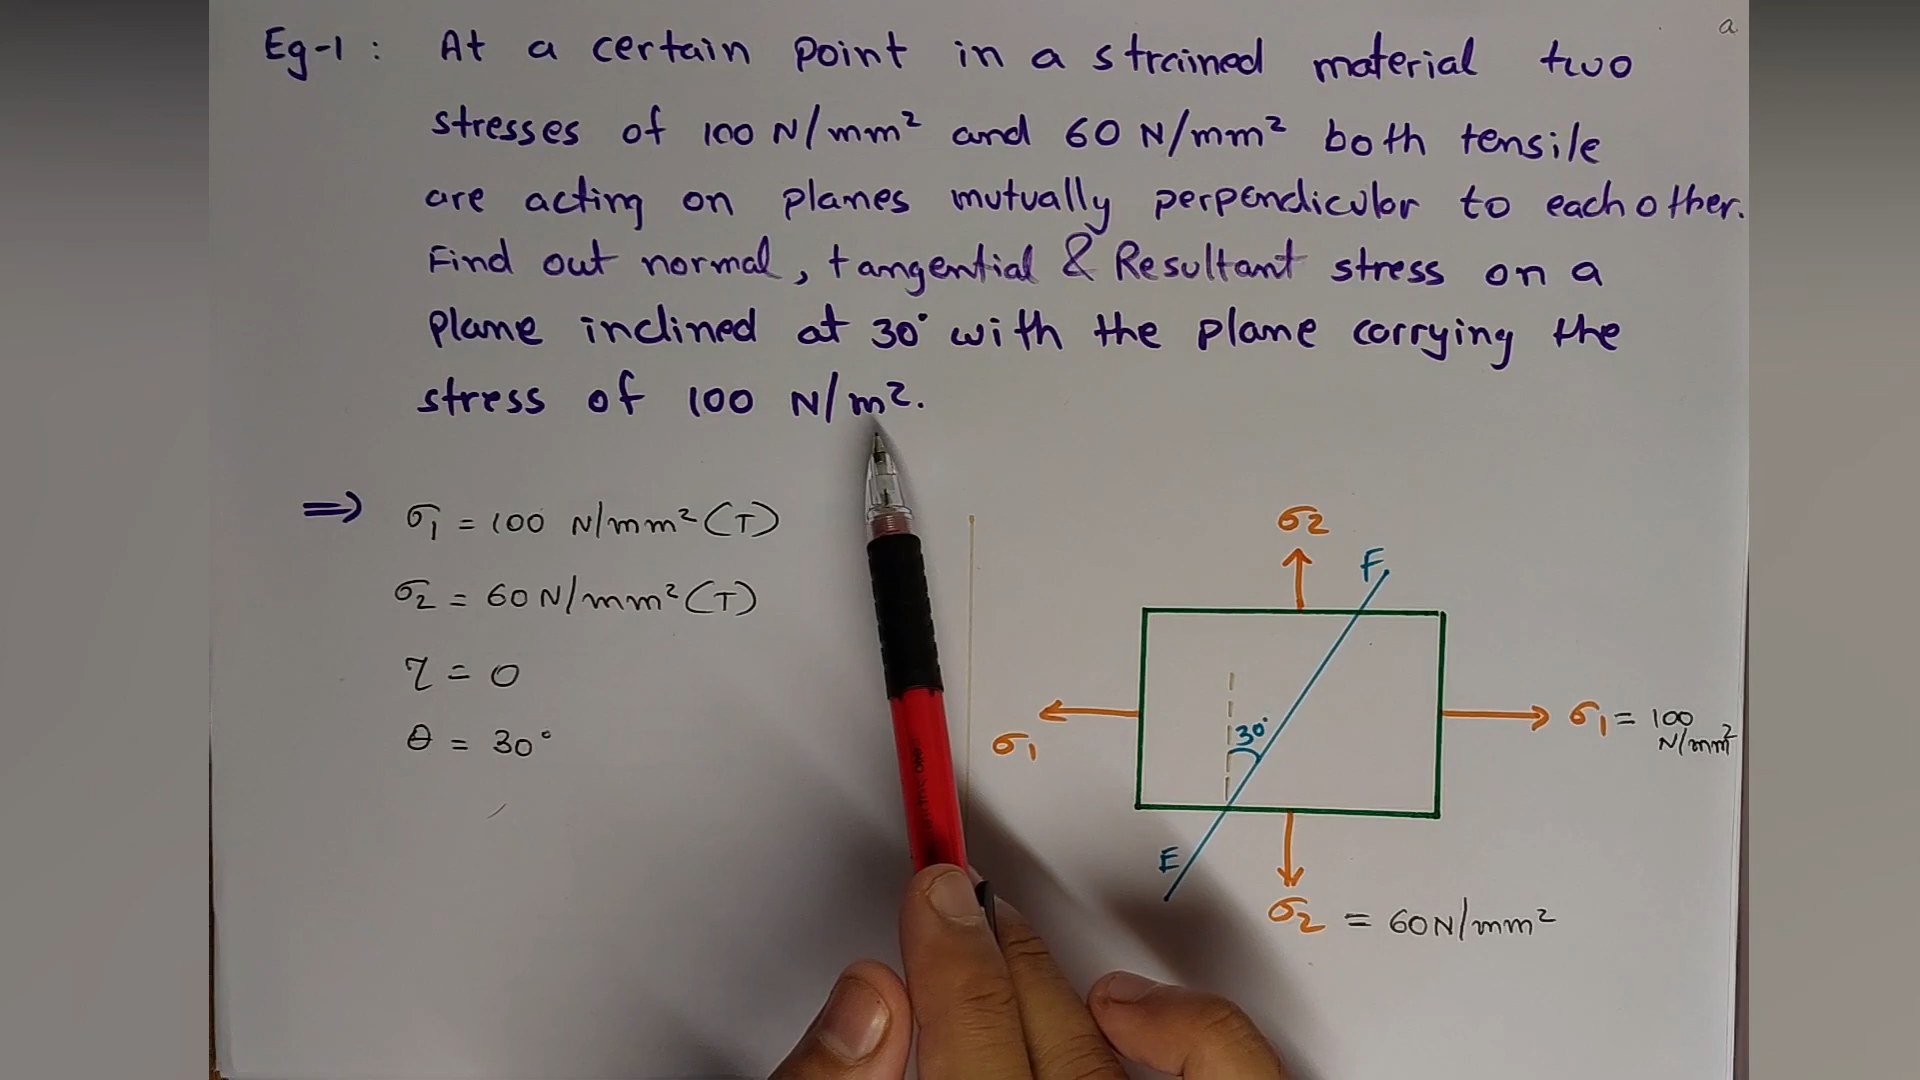 a
Eg-1 : At a certain point in a strained material two
stresses of 100 N/mm² and 60 N/mm² both tensile
are acting on planes mutually perpendicular to each other.
Find out normal, tangential & Resultant stress on a
plane inclined at 30° with the plane carrying the
stress of 100 N/m².
⇒ σ1 = 100 N/mm² (T)
σ2 = 60 N/mm² (T)
τ = 0
θ = 30°
σ2
F
30°
σ1
σ1 = 100
N/mm²
E
σ2 = 60 N/mm²